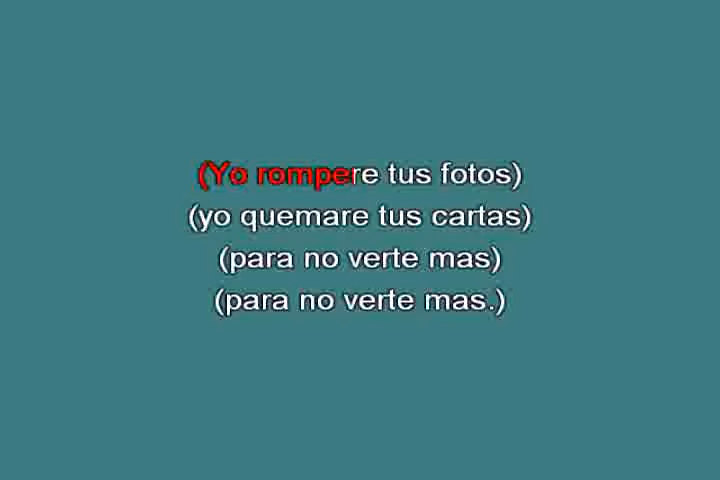 (Yo rompere tus fotos)
(yo quemare tus cartas)
(para no verte mas)
(para no verte mas.)